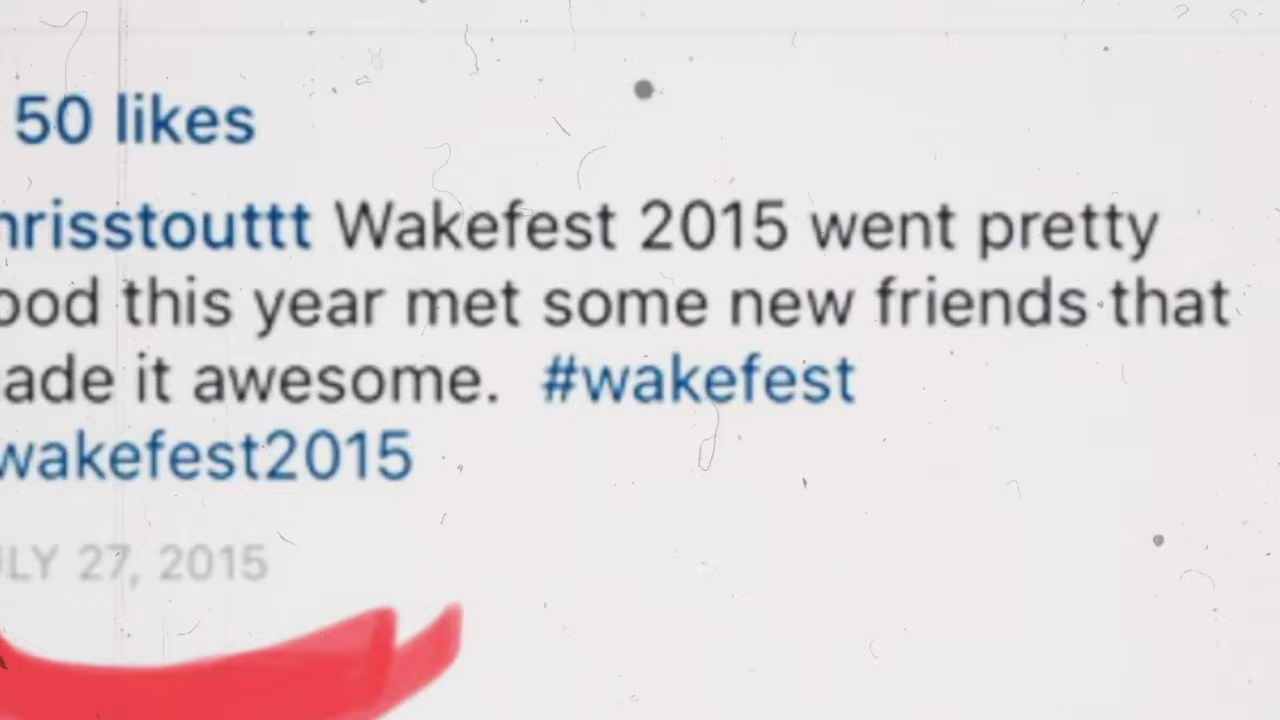 50 likes
hrisstouttt Wakefest 2015 went pretty
ood this year met some new friends that
ade it awesome. #wakefest
wakefest2015
LY 27, 2015